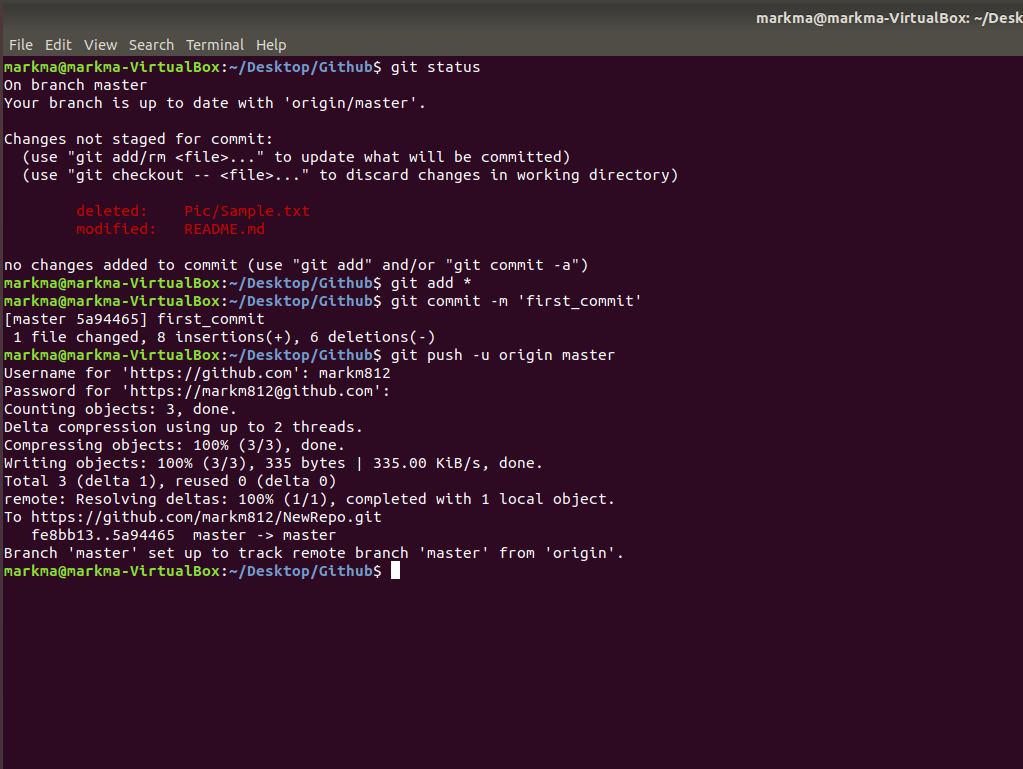 markma@markma-VirtualBox: ~/Desk
File Edit View Search Terminal Help
markma@markma-VirtualBox:~/Desktop/Github$ git status
On branch master
Your branch is up to date with 'origin/master'.
Changes not staged for commit:
  (use "git add/rm <file>..." to update what will be committed)
  (use "git checkout -- <file>..." to discard changes in working directory)
        deleted:    Pic/Sample.txt
        modified:   README.md
no changes added to commit (use "git add" and/or "git commit -a")
markma@markma-VirtualBox:~/Desktop/Github$ git add *
markma@markma-VirtualBox:~/Desktop/Github$ git commit -m 'first_commit'
[master 5a94465] first_commit
 1 file changed, 8 insertions(+), 6 deletions(-)
markma@markma-VirtualBox:~/Desktop/Github$ git push -u origin master
Username for 'https://github.com': markm812
Password for 'https://markm812@github.com':
Counting objects: 3, done.
Delta compression using up to 2 threads.
Compressing objects: 100% (3/3), done.
Writing objects: 100% (3/3), 335 bytes | 335.00 KiB/s, done.
Total 3 (delta 1), reused 0 (delta 0)
remote: Resolving deltas: 100% (1/1), completed with 1 local object.
To https://github.com/markm812/NewRepo.git
   fe8bb13..5a94465  master -> master
Branch 'master' set up to track remote branch 'master' from 'origin'.
markma@markma-VirtualBox:~/Desktop/Github$